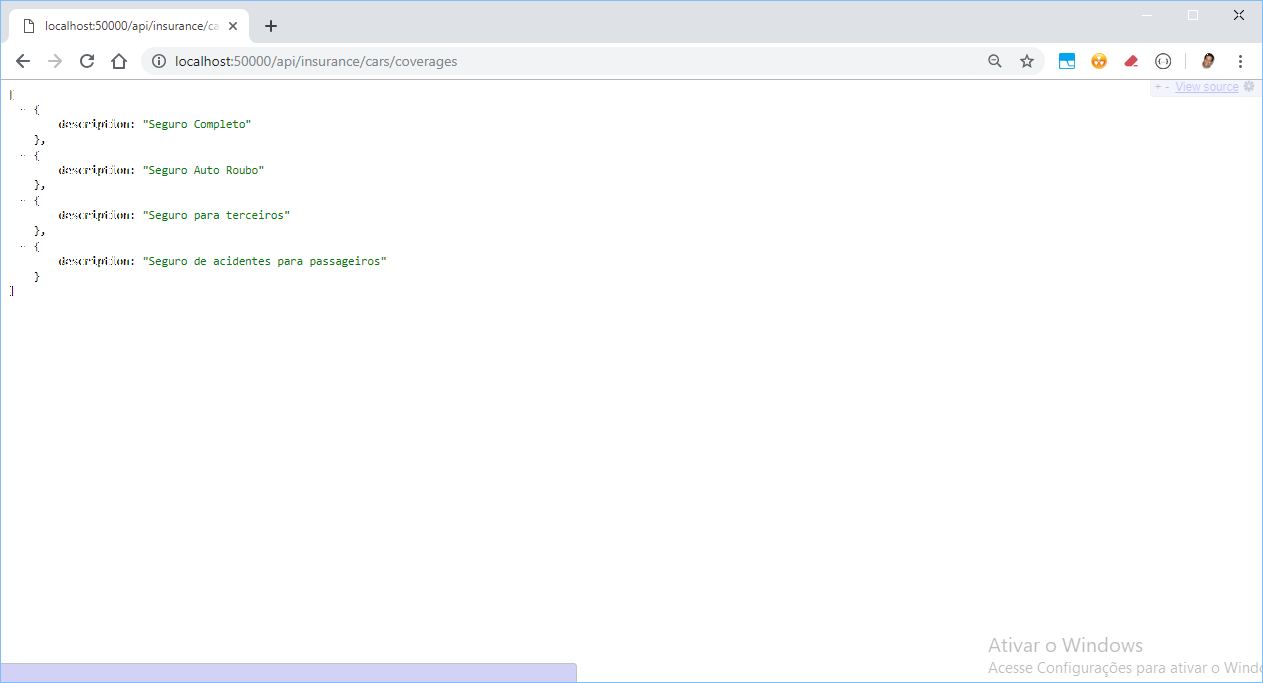 localhost:50000/api/insurance/ca
localhost:50000/api/insurance/cars/coverages
+ - View source
[
{
description: "Seguro Completo"
},
{
description: "Seguro Auto Roubo"
},
{
description: "Seguro para terceiros"
},
{
description: "Seguro de acidentes para passageiros"
}
]
Ativar o Windows
Acesse Configurações para ativar o Windo